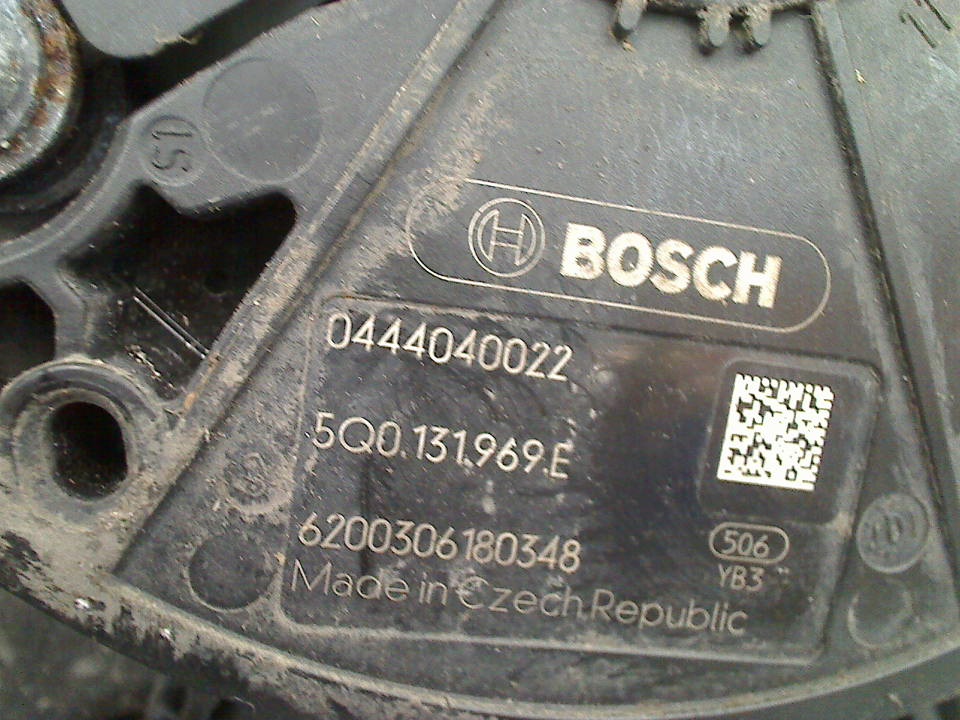 BOSCH
0444040022
5Q0.131.969.E
6200306180348
506
YB3
Made in Czech Republic